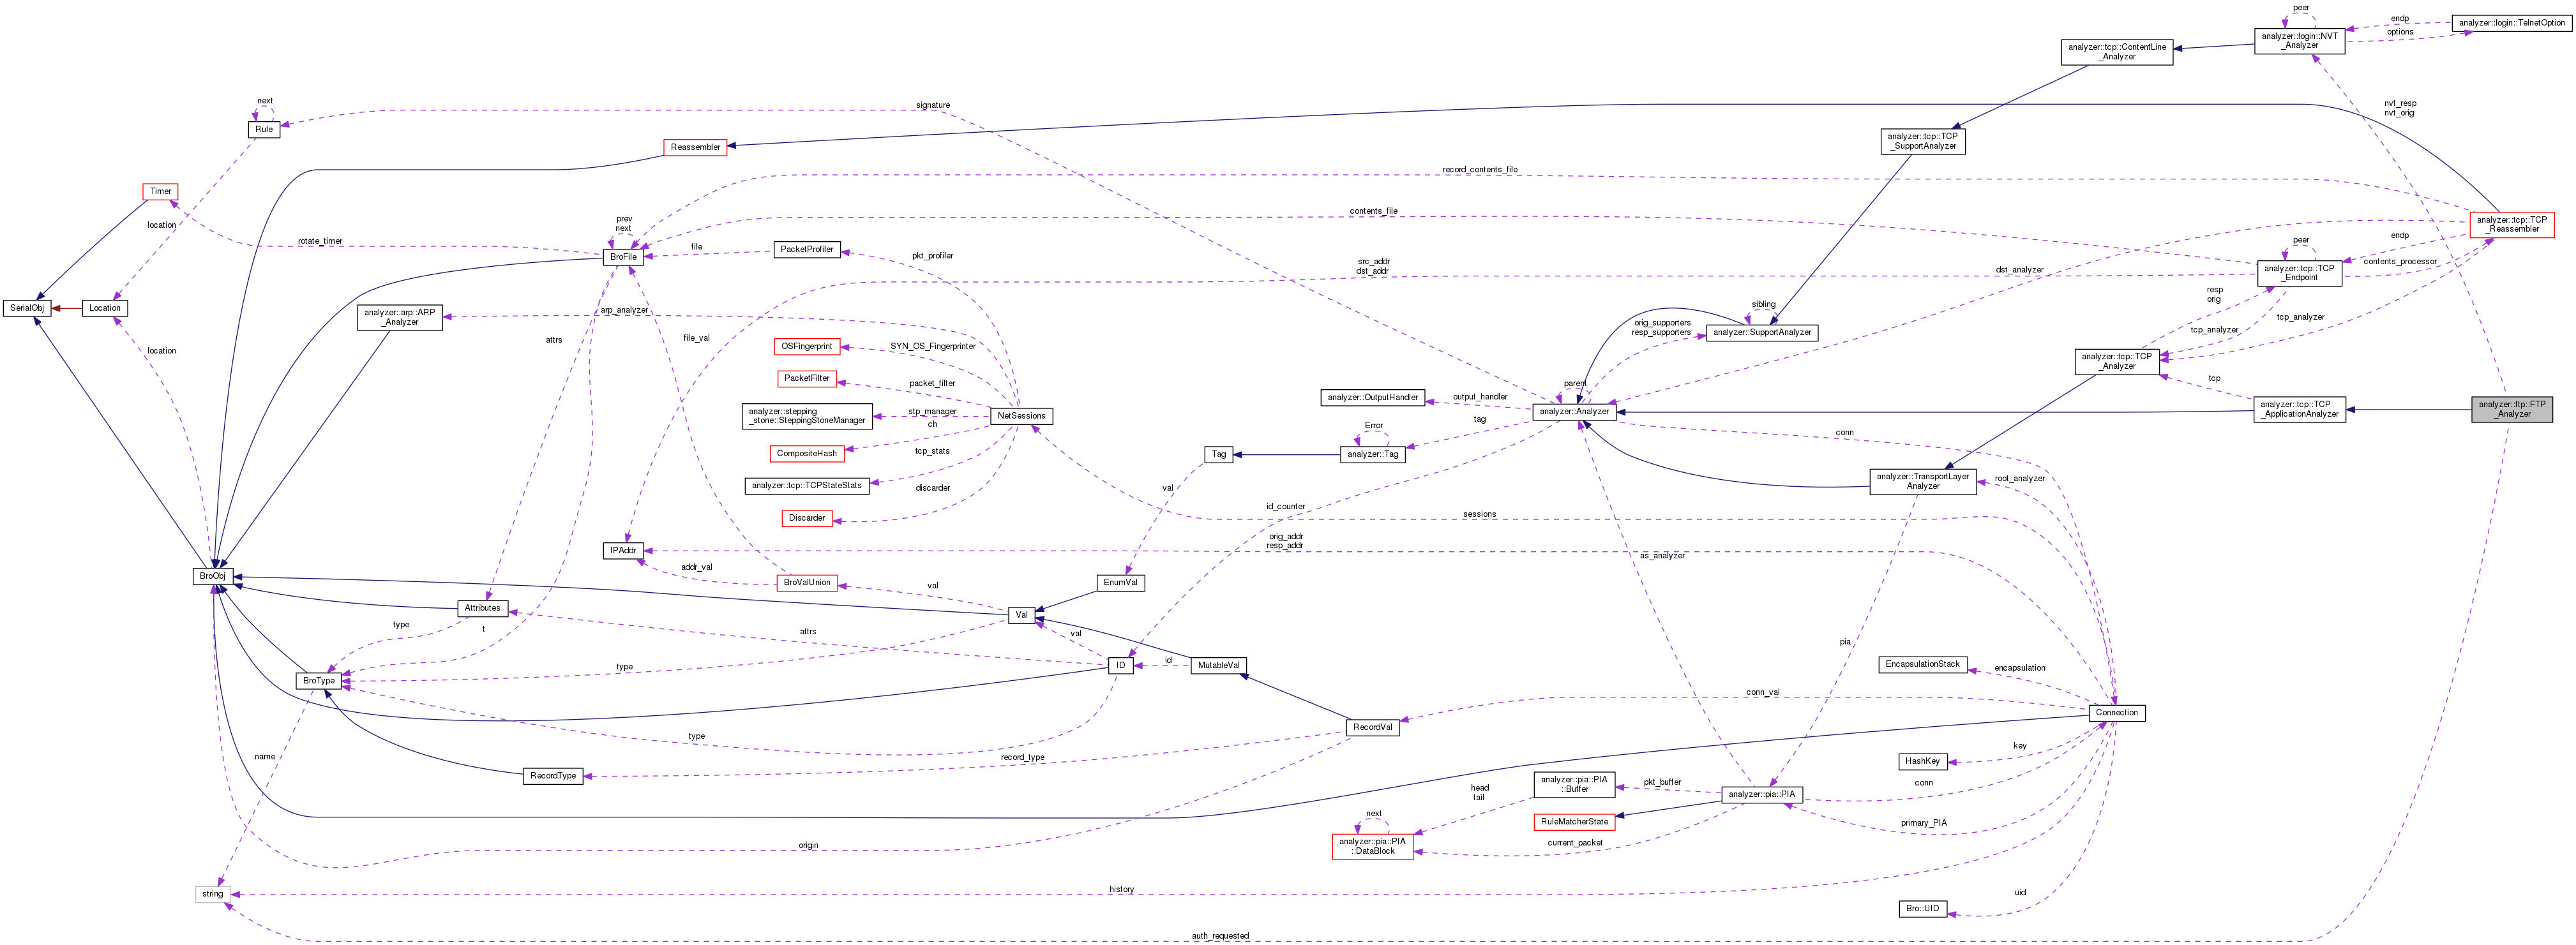 peer
endp
analyzer::login::TelnetOption
options
analyzer::login::NVT
_Analyzer
analyzer::tcp::ContentLine
_Analyzer
next
signature
nvt_resp
nvt_orig
Rule
analyzer::tcp::TCP
_SupportAnalyzer
Reassembler
record_contents_file
Timer
location
contents_file
prev
next
analyzer::tcp::TCP
_Reassembler
rotate_timer
file
PacketProfiler
pkt_profiler
BroFile
endp
peer
src_addr
dst_addr
dst_analyzer
contents_processor
analyzer::tcp::TCP
_Endpoint
SerialObj
Location
analyzer::arp::ARP
_Analyzer
arp_analyzer
resp
orig
sibling
tcp_analyzer
tcp_analyzer
orig_supporters
resp_supporters
analyzer::SupportAnalyzer
location
attrs
file_val
OSFingerprint
SYN_OS_Fingerprinter
analyzer::tcp::TCP
_Analyzer
PacketFilter
packet_filter
parent
tcp
analyzer::OutputHandler
output_handler
analyzer::Analyzer
analyzer::stepping
_stone::SteppingStoneManager
stp_manager
NetSessions
analyzer::tcp::TCP
_ApplicationAnalyzer
analyzer::ftp::FTP
_Analyzer
ch
tag
Error
conn
CompositeHash
tcp_stats
Tag
analyzer::Tag
analyzer::tcp::TCPStateStats
discarder
val
analyzer::TransportLayer
Analyzer
root_analyzer
Discarder
id_counter
sessions
orig_addr
resp_addr
IPAddr
as_analyzer
addr_val
BroObj
BroValUnion
val
EnumVal
Attributes
Val
type
t
attrs
val
pia
type
ID
id
MutableVal
EncapsulationStack
encapsulation
BroType
conn_val
Connection
type
RecordVal
name
record_type
key
HashKey
RecordType
analyzer::pia::PIA
::Buffer
pkt_buffer
conn
head
tail
analyzer::pia::PIA
next
RuleMatcherState
primary_PIA
origin
analyzer::pia::PIA
::DataBlock
current_packet
string
history
uid
Bro::UID
auth_requested